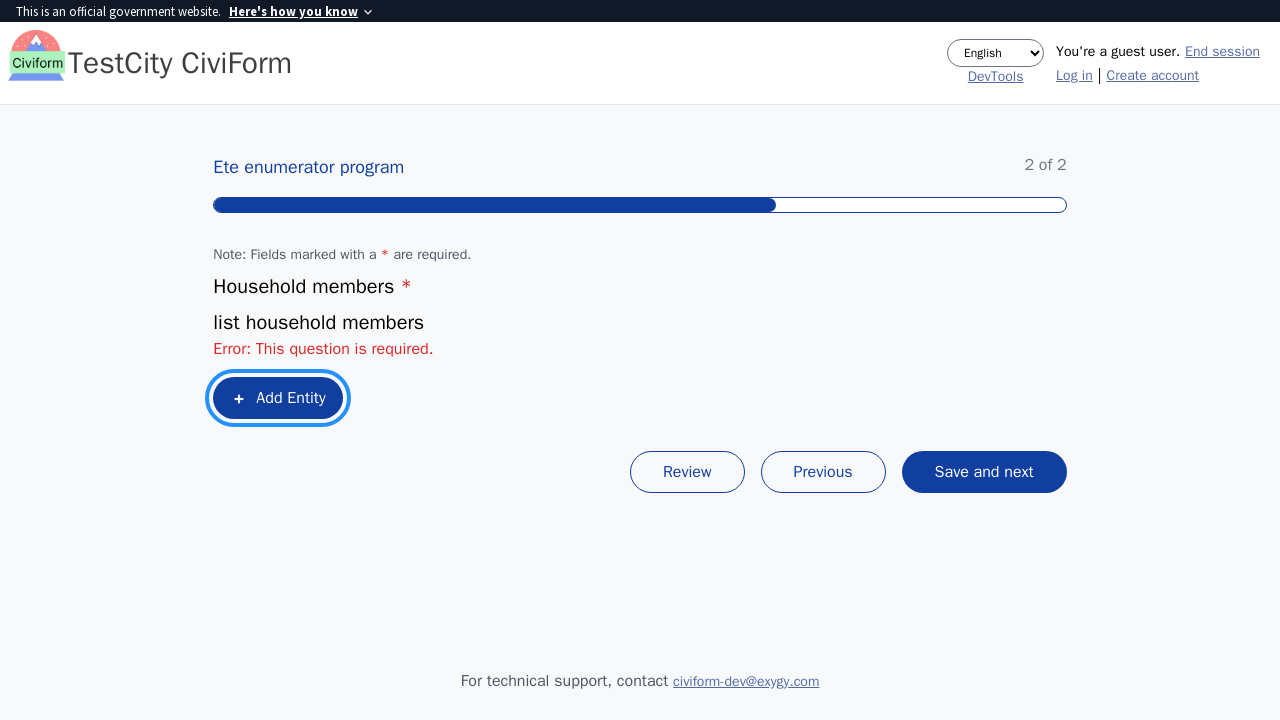 This is an official government website. Here's how you know
Civiform
TestCity CiviForm
English
DevTools
You're a guest user. End session
Log in | Create account
Ete enumerator program
2 of 2
Note: Fields marked with a * are required.
Household members *
list household members
Error: This question is required.
+ Add Entity
Review
Previous
Save and next
For technical support, contact civiform-dev@exygy.com